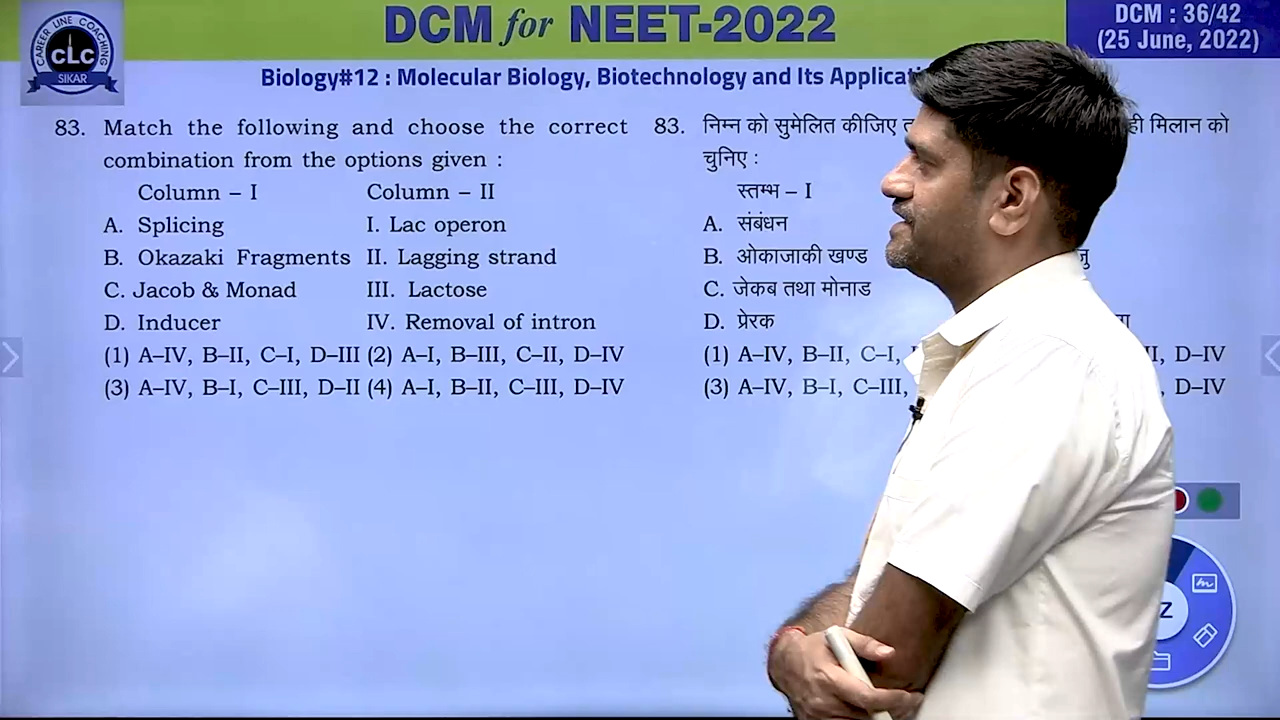 DCM for NEET-2022
DCM : 36/42
(25 June, 2022)
CAREER LINE COACHING
CLC
SIKAR
Biology#12 : Molecular Biology, Biotechnology and Its
83. Match the following and choose the correct
combination from the options given :
Column – I Column – II
A. Splicing I. Lac operon
B. Okazaki Fragments II. Lagging strand
C. Jacob & Monad III. Lactose
D. Inducer IV. Removal of intron
(1) A–IV, B–II, C–I, D–III (2) A–I, B–III, C–II, D–IV
(3) A–IV, B–I, C–III, D–II (4) A–I, B–II, C–III, D–IV
83. निम्न को सुमेलित कीजिए ही मिलान को
चुनिए :
स्तम्भ – I
A. संबंधन
B. ओकाजाकी खण्ड
C. जेकब तथा मोनाड
D. प्रेरक
(1) A–IV, B–II, C–I, D–IV
(3) A–IV, B–I, C–III, D–IV
Z